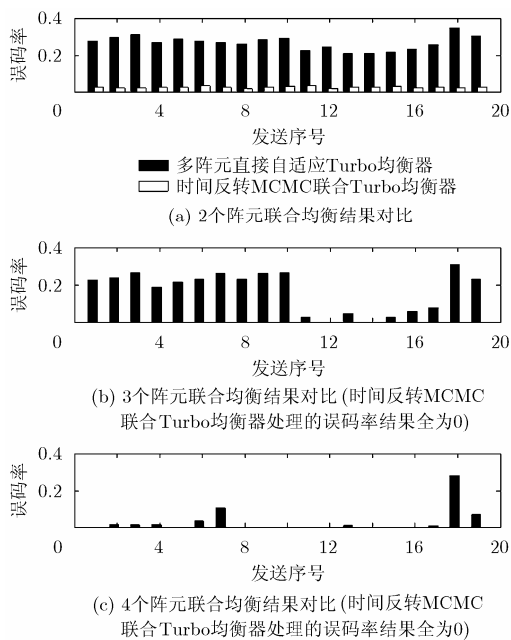 0.4
0.2
误码率
0 4 8 12 16 20
发送序号
多阵元直接自适应Turbo均衡器
时间反转MCMC联合Turbo均衡器
(a) 2个阵元联合均衡结果对比
0.4
0.2
误码率
0 4 8 12 16 20
发送序号
(b) 3个阵元联合均衡结果对比(时间反转MCMC
联合Turbo均衡器处理的误码率结果全为0)
0.4
0.2
误码率
0 4 8 12 16 20
发送序号
(c) 4个阵元联合均衡结果对比(时间反转MCMC
联合Turbo均衡器处理的误码率结果全为0)